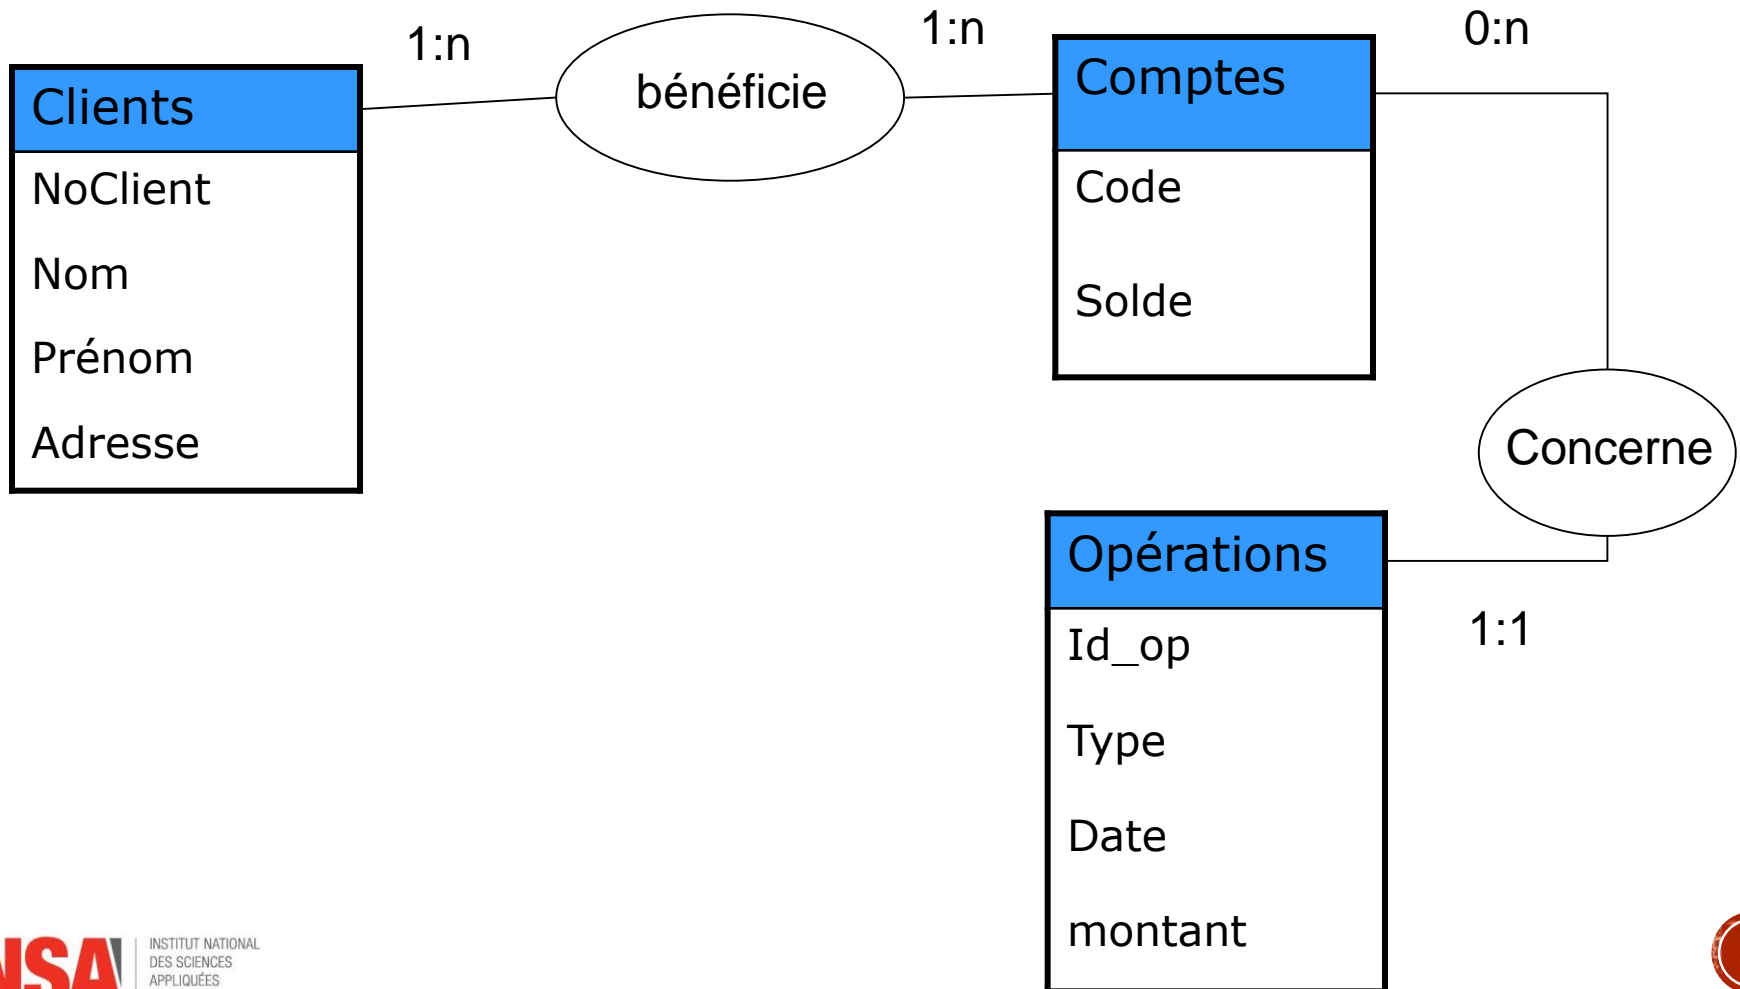 1:n
1:n
0:n
Clients
bénéficie
Comptes
NoClient
Code
Nom
Solde
Prénom
Adresse
Concerne
Opérations
Id_op
1:1
Type
Date
montant
INSTITUT NATIONAL
DES SCIENCES
APPLIQUÉES